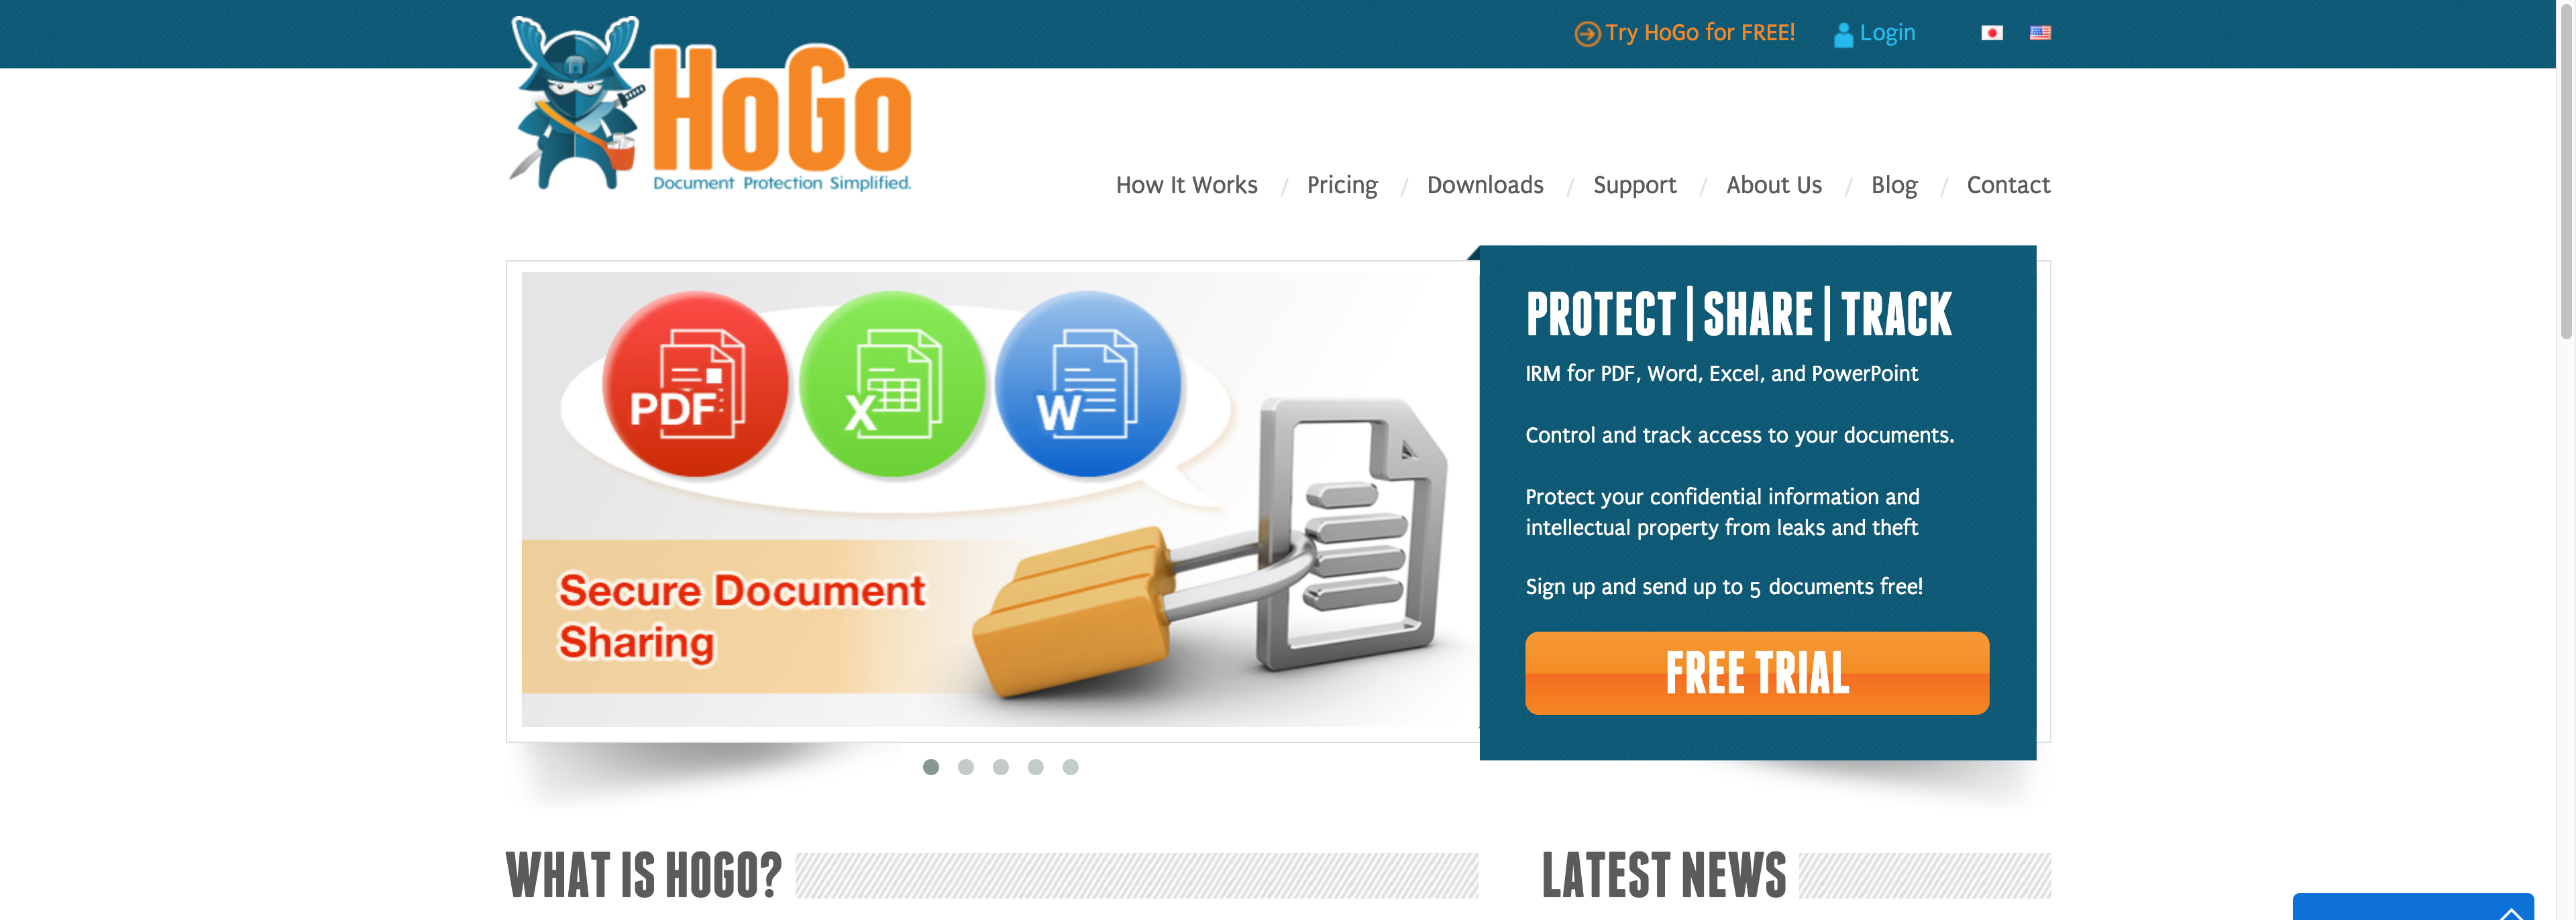 Try HoGo for FREE!
Login
HoGo
Document Protection Simplified.
How It Works / Pricing / Downloads / Support / About Us / Blog / Contact
PDF
X
W
Secure Document
Sharing
PROTECT | SHARE | TRACK
IRM for PDF, Word, Excel, and PowerPoint
Control and track access to your documents.
Protect your confidential information and
intellectual property from leaks and theft
Sign up and send up to 5 documents free!
FREE TRIAL
WHAT IS HOGO?
LATEST NEWS